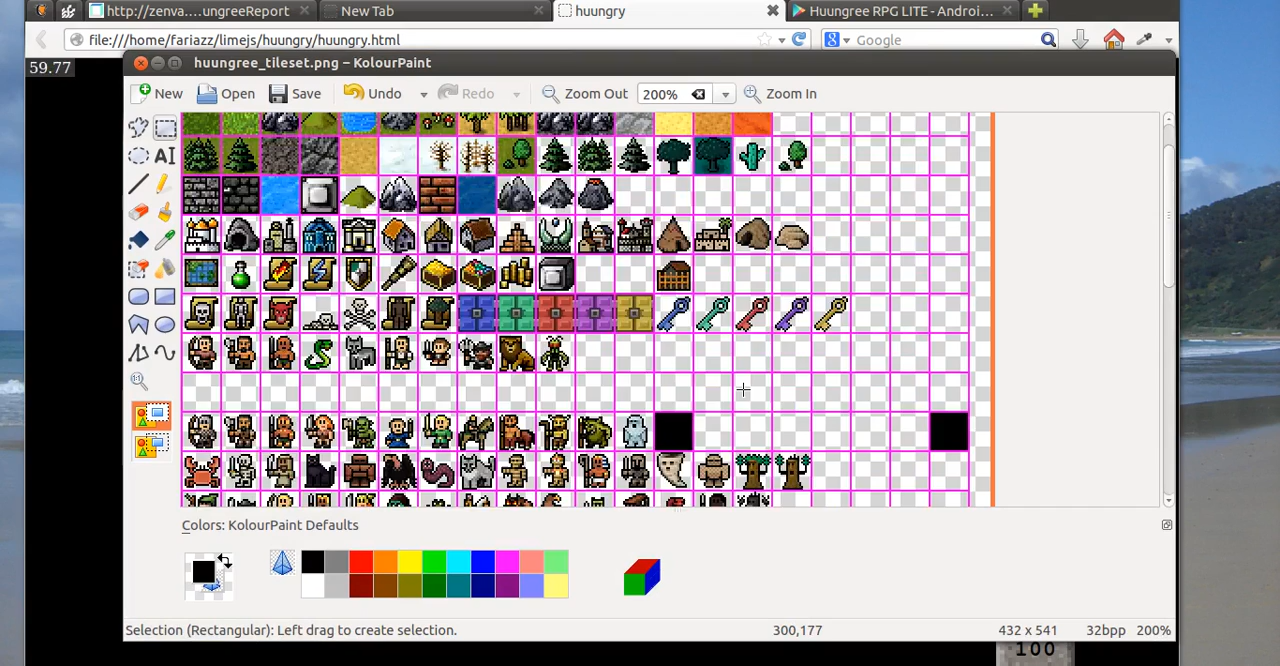 http://zenva....ungreeReport
New Tab
huungry
Huungree RPG LITE - Androi...
file:///home/fariazz/limejs/huungry/huungry.html
Google
59.77
huungree_tileset.png – KolourPaint
New
Open
Save
Undo
Redo
Zoom Out
200%
Zoom In
Colors: KolourPaint Defaults
Selection (Rectangular): Left drag to create selection.
300,177
432 x 541
32bpp
200%
100